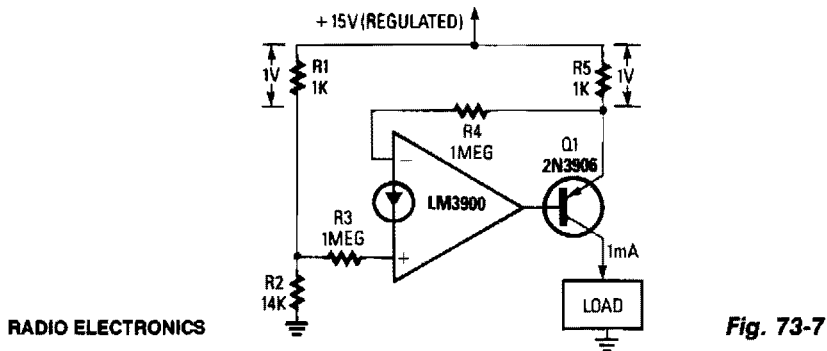 +15V(REGULATED)
1V
R1
1K
R5
1K
1V
R4
1MEG
Q1
2N3906
−
LM3900
R3
1MEG
+
1mA
R2
14K
LOAD
RADIO ELECTRONICS
Fig. 73-7